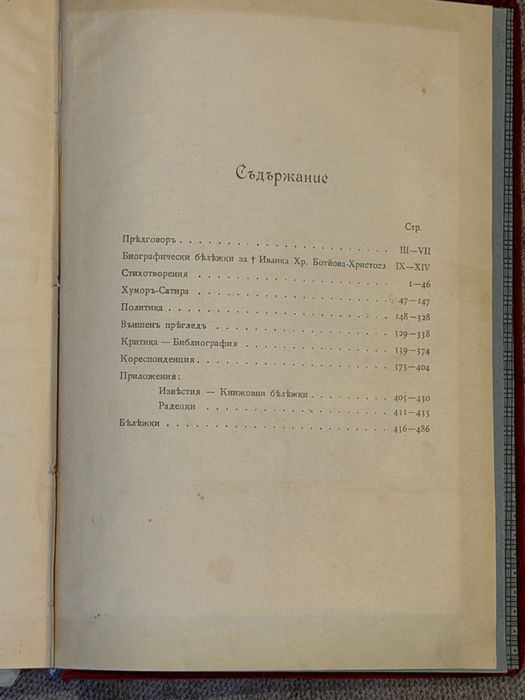 Съдържание
Стр.
Прѣдговоръ . . . . . . . . . . . . . . . . . III—VII
Биографически бѣлѣжки за † Иванка Хр. Ботйова-Христова IX—XIV
Стихотворения . . . . . . . . . . . . . . . . 1—46
Хуморъ-Сатира . . . . . . . . . . . . . . . . 47—147
Политика . . . . . . . . . . . . . . . . . . 148—328
Външенъ прѣгледъ . . . . . . . . . . . . . . 329—338
Критика — Библиография . . . . . . . . . . . . 339—374
Кореспонденция . . . . . . . . . . . . . . . . 375—404
Приложения:
Известия — Книжовни бѣлѣжки . . . . . . . . 405—430
Радецки . . . . . . . . . . . . . . . . 431—435
Бѣлѣжки . . . . . . . . . . . . . . . . . . 436—486